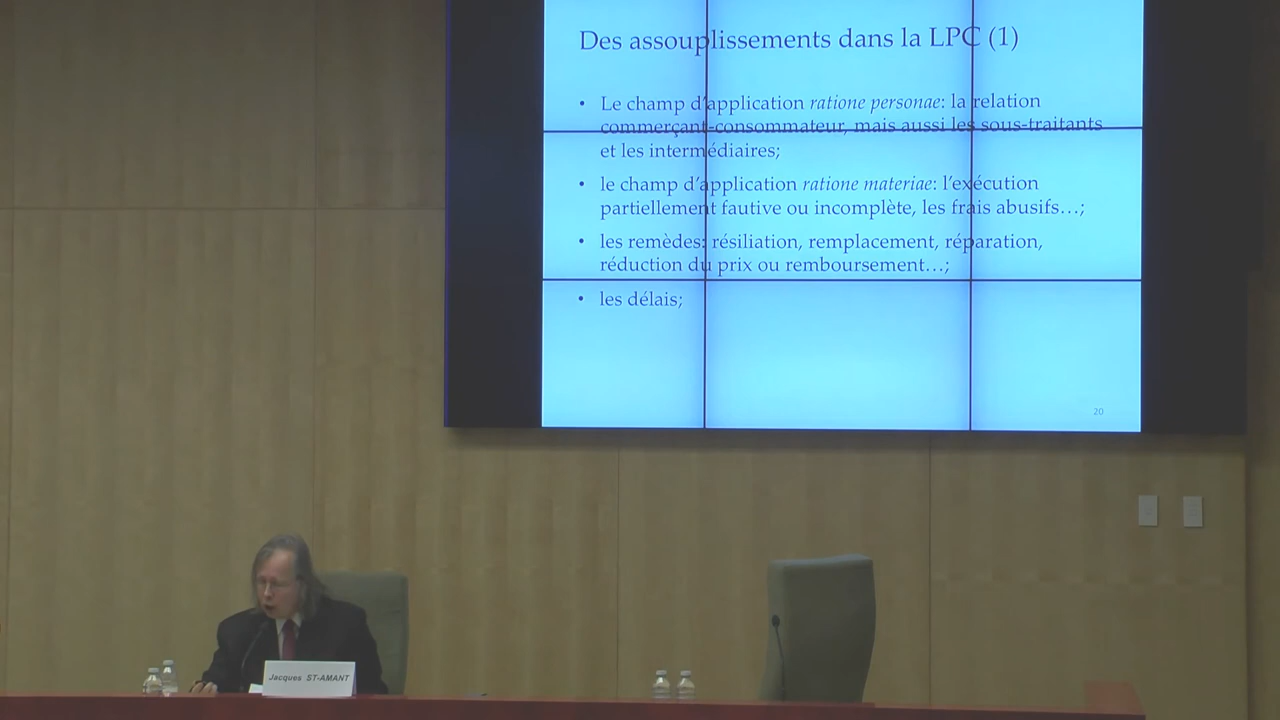 Des assouplissements dans la LPC (1)
• Le champ d'application ratione personae: la relation
commerçant-consommateur, mais aussi les sous-traitants
et les intermédiaires;
• le champ d'application ratione materiae: l'exécution
partiellement fautive ou incomplète, les frais abusifs…;
• les remèdes: résiliation, remplacement, réparation,
réduction du prix ou remboursement…;
• les délais;
20
Jacques ST-AMANT